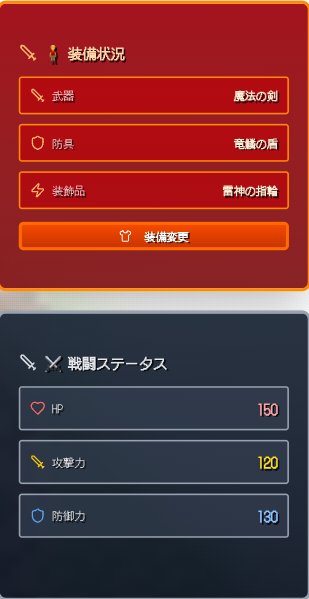 装備状況
武器 魔法の剣
防具 竜鱗の盾
装飾品 雷神の指輪
装備変更
戦闘ステータス
HP 150
攻撃力 120
防御力 130